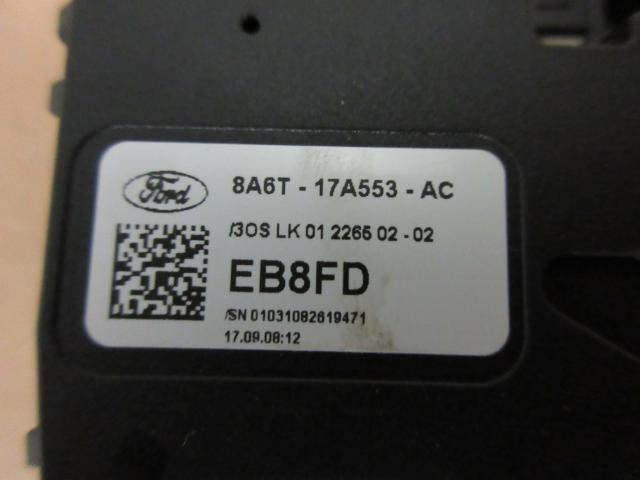 Ford
8A6T - 17A553 - AC
/3OS LK 01 2265 02 - 02
EB8FD
/SN 01031082619471
17.09.08:12